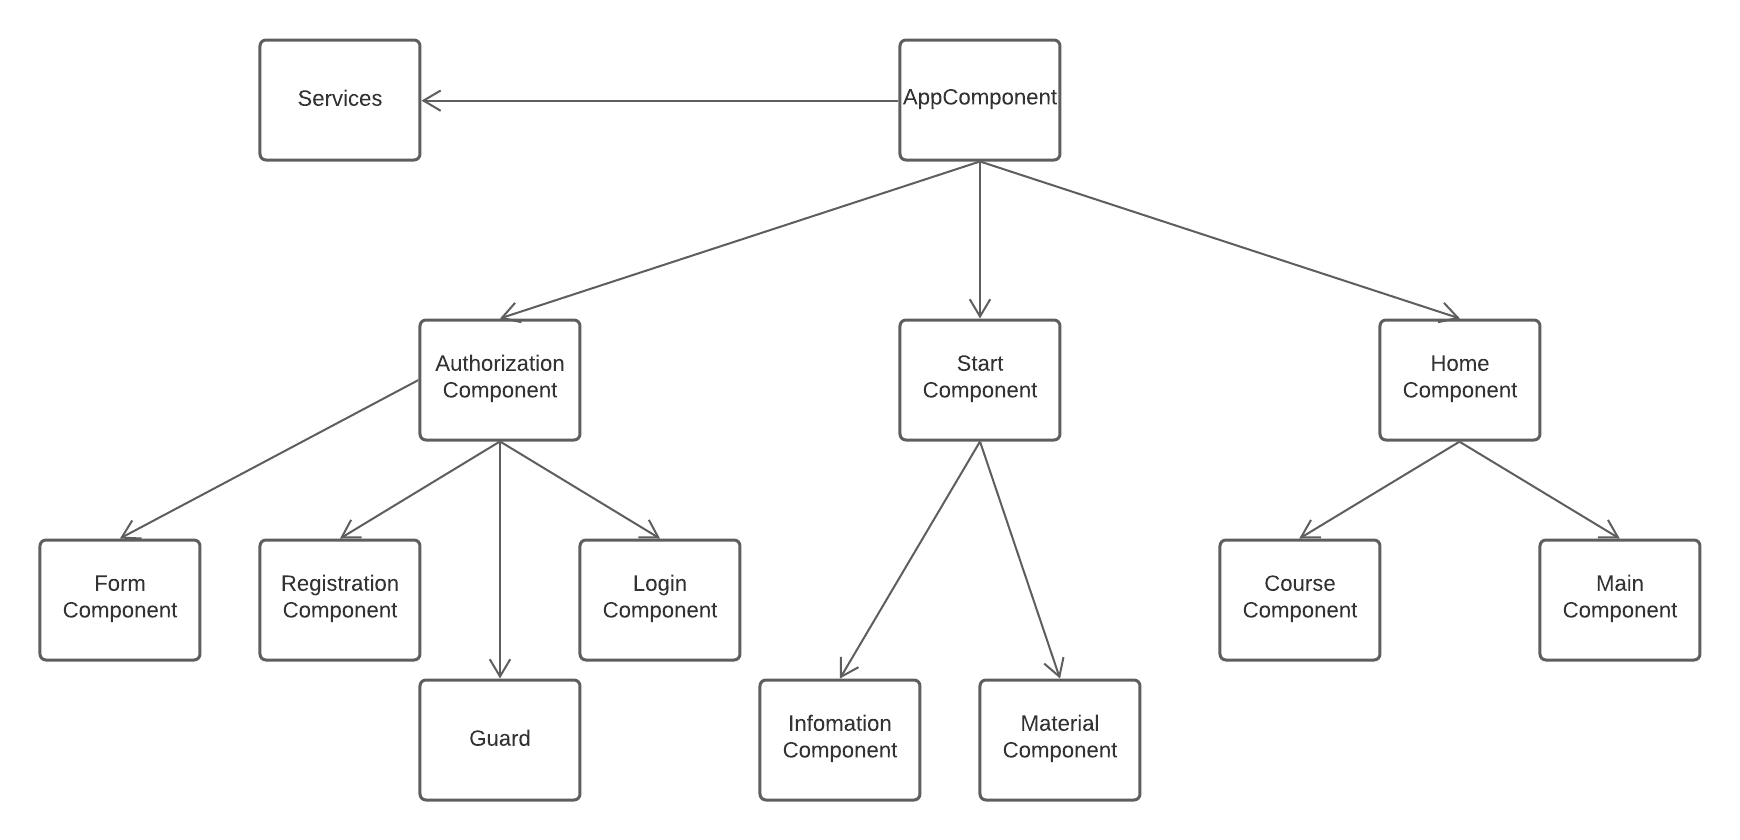 Services
AppComponent
Authorization
Component
Start
Component
Home
Component
Form
Component
Registration
Component
Login
Component
Course
Component
Main
Component
Guard
Infomation
Component
Material
Component